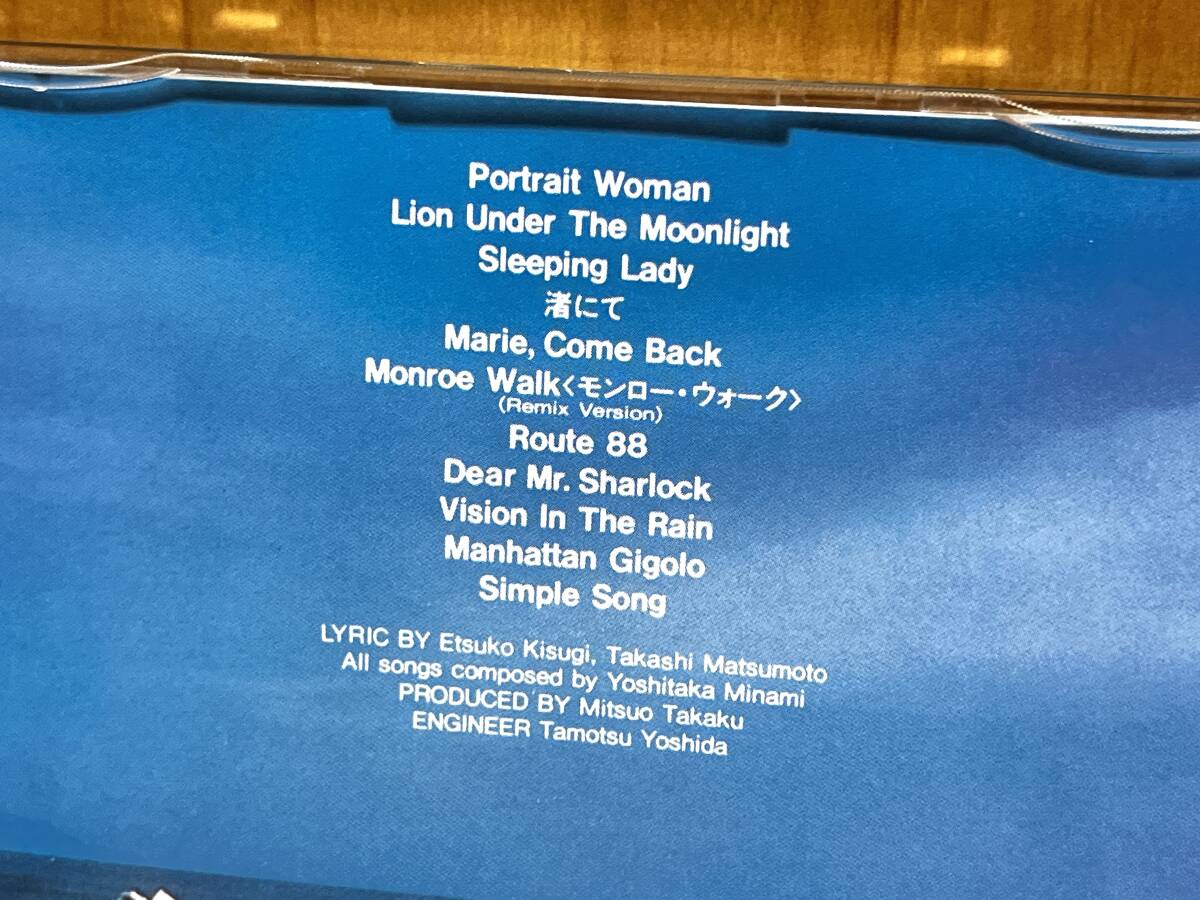 Portrait Woman
Lion Under The Moonlight
Sleeping Lady
渚にて
Marie, Come Back
Monroe Walk〈モンロー・ウォーク〉
(Remix Version)
Route 88
Dear Mr. Sharlock
Vision In The Rain
Manhattan Gigolo
Simple Song
LYRIC BY Etsuko Kisugi, Takashi Matsumoto
All songs composed by Yoshitaka Minami
PRODUCED BY Mitsuo Takaku
ENGINEER Tamotsu Yoshida